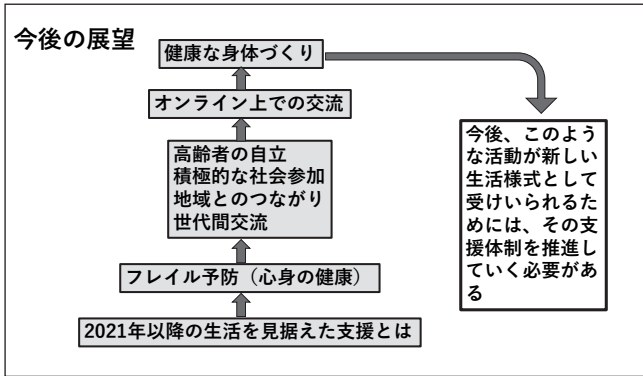 今後の展望
健康な身体づくり
オンライン上での交流
高齢者の自立
積極的な社会参加
地域とのつながり
世代間交流
フレイル予防（心身の健康）
2021年以降の生活を見据えた支援とは
今後、このよう
な活動が新しい
生活様式として
受けいられるた
めには、その支
援体制を推進し
ていく必要があ
る